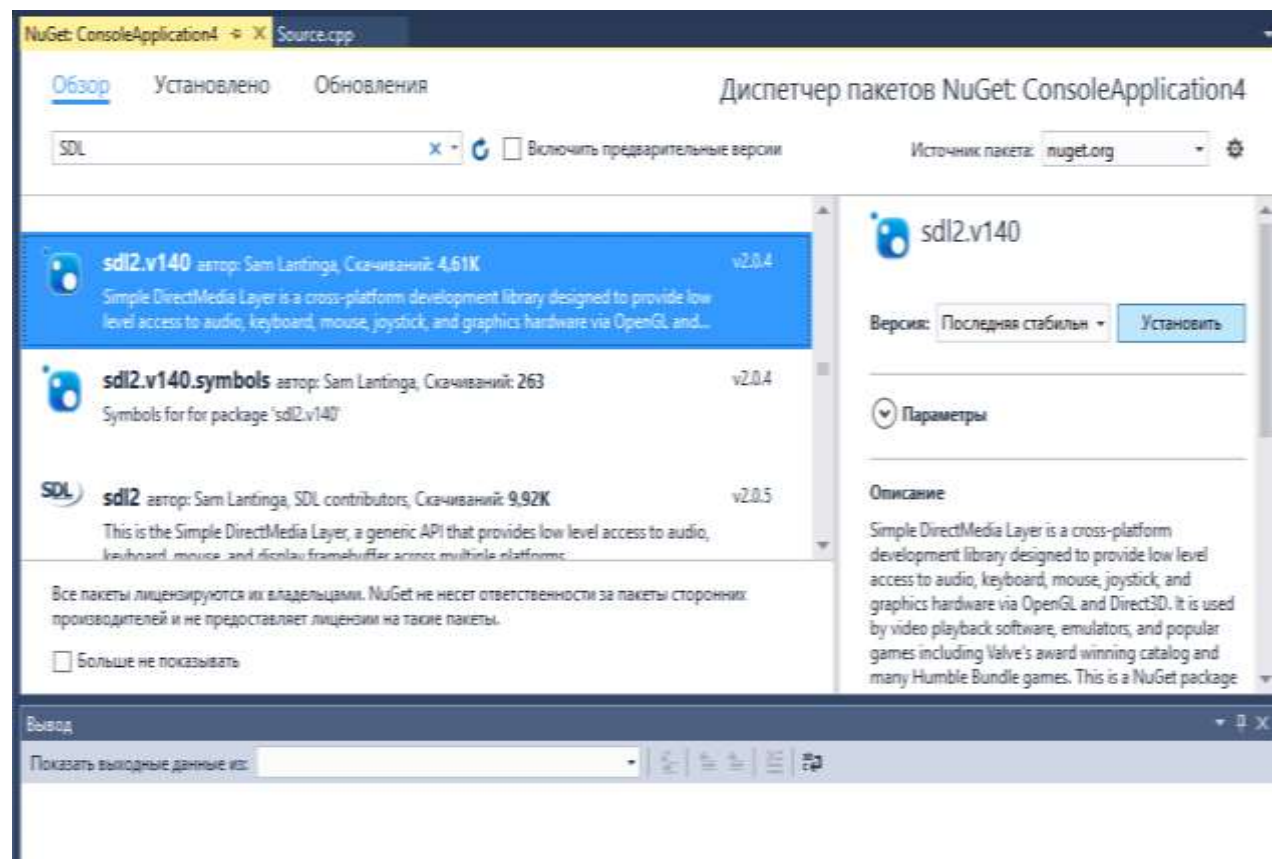 NuGet: ConsoleApplication4
Source.cpp
Обзор
Установлено
Обновления
Диспетчер пакетов NuGet: ConsoleApplication4
SDL
Включить предварительные версии
Источник пакета: nuget.org
sdl2.v140 автор: Sam Lantinga, Скачиваний: 4,61K
v2.0.4
Simple DirectMedia Layer is a cross-platform development library designed to provide low
level access to audio, keyboard, mouse, joystick, and graphics hardware via OpenGL and...
sdl2.v140.symbols автор: Sam Lantinga, Скачиваний: 263
v2.0.4
Symbols for for package 'sdl2.v140'
SDL
sdl2 автор: Sam Lantinga, SDL contributors, Скачиваний: 9,92K
v2.0.5
This is the Simple DirectMedia Layer, a generic API that provides low level access to audio,
keyboard, mouse, and display framebuffer across multiple platforms.
Все пакеты лицензируются их владельцами. NuGet не несет ответственности за пакеты сторонних
производителей и не предоставляет лицензии на такие пакеты.
Больше не показывать
sdl2.v140
Версия: Последняя стабильн
Установить
Параметры
Описание
Simple DirectMedia Layer is a cross-platform
development library designed to provide low level
access to audio, keyboard, mouse, joystick, and
graphics hardware via OpenGL and Direct3D. It is used
by video playback software, emulators, and popular
games including Valve's award winning catalog and
many Humble Bundle games. This is a NuGet package
Вывод
Показать выходные данные из: